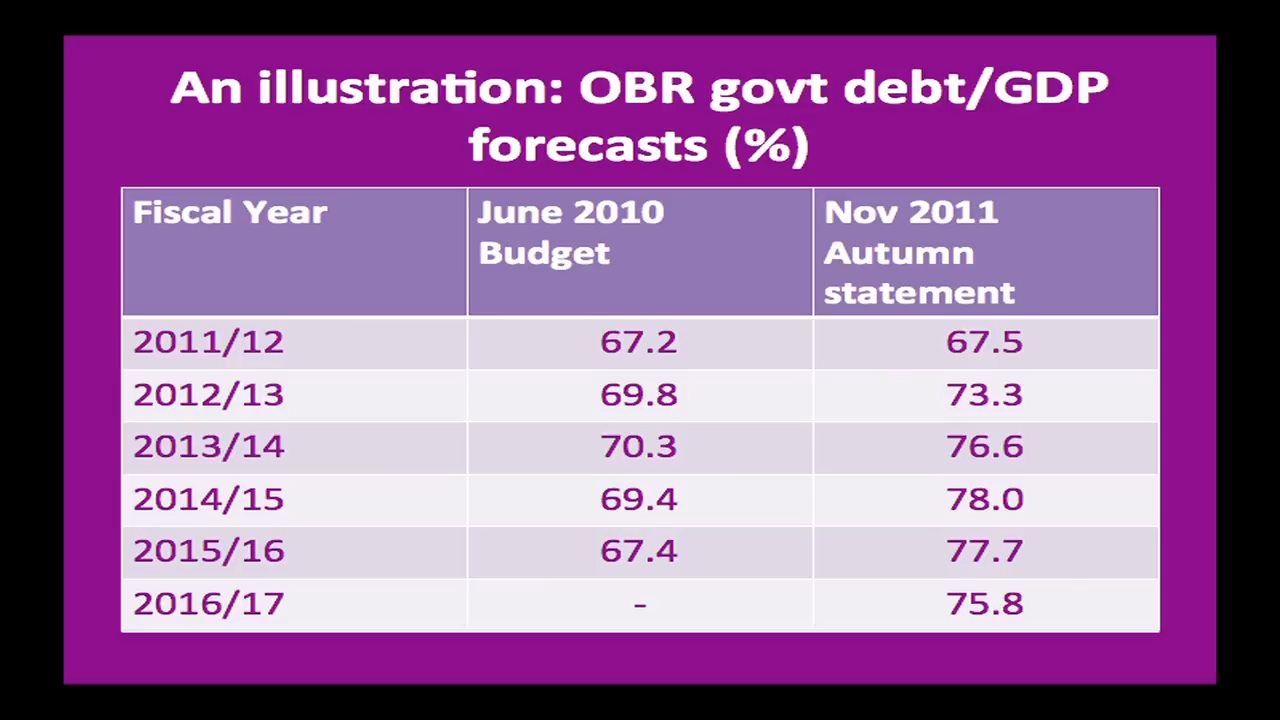 An illustration: OBR govt debt/GDP
forecasts (%)
Fiscal Year June 2010 Budget Nov 2011 Autumn statement
2011/12 67.2 67.5
2012/13 69.8 73.3
2013/14 70.3 76.6
2014/15 69.4 78.0
2015/16 67.4 77.7
2016/17 - 75.8